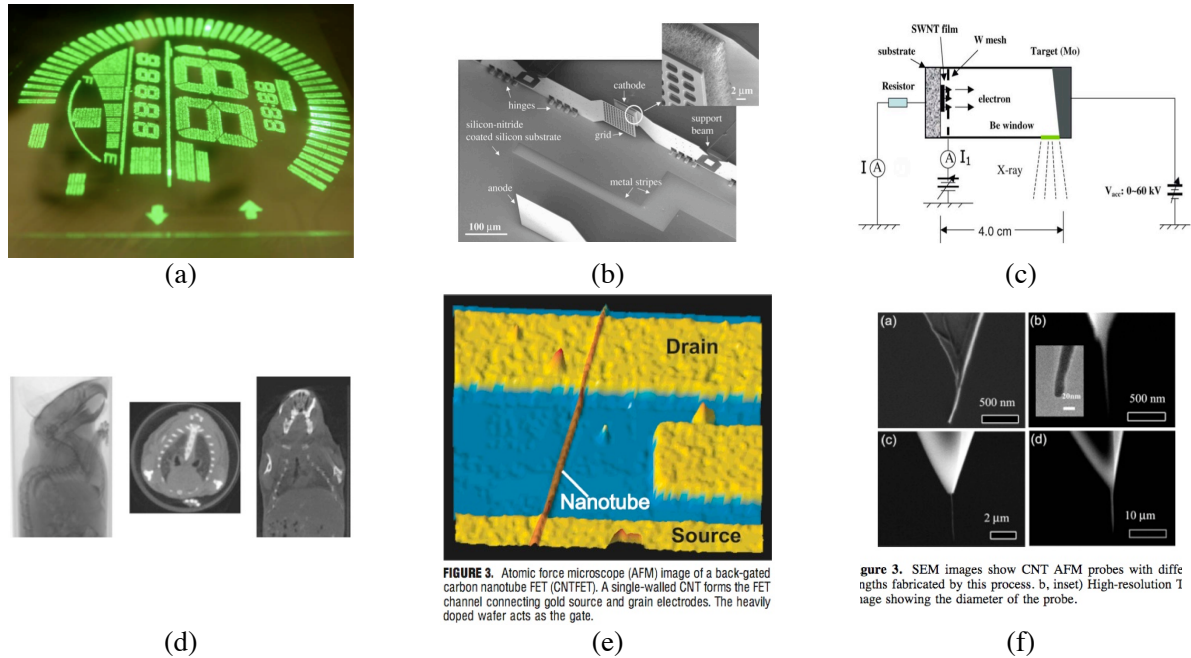 F
188
88888
888
E
88
(a)
cathode
2 μm
hinges
grid
support
beam
silicon-nitride
coated silicon substrate
metal stripes
anode
100 μm
(b)
SWNT film
W mesh
substrate
Target (Mo)
Resistor
electron
Be window
I
A
A
I1
X-ray
Vacc: 0~60 kV
4.0 cm
(c)
(d)
Drain
Nanotube
Source
FIGURE 3. Atomic force microscope (AFM) image of a back-gated
carbon nanotube FET (CNTFET). A single-walled CNT forms the FET
channel connecting gold source and grain electrodes. The heavily
doped wafer acts as the gate.
(e)
(a)
500 nm
(b)
20nm
500 nm
(c)
2 μm
(d)
10 μm
gure 3. SEM images show CNT AFM probes with diffe
ngths fabricated by this process. b, inset) High-resolution T
nage showing the diameter of the probe.
(f)